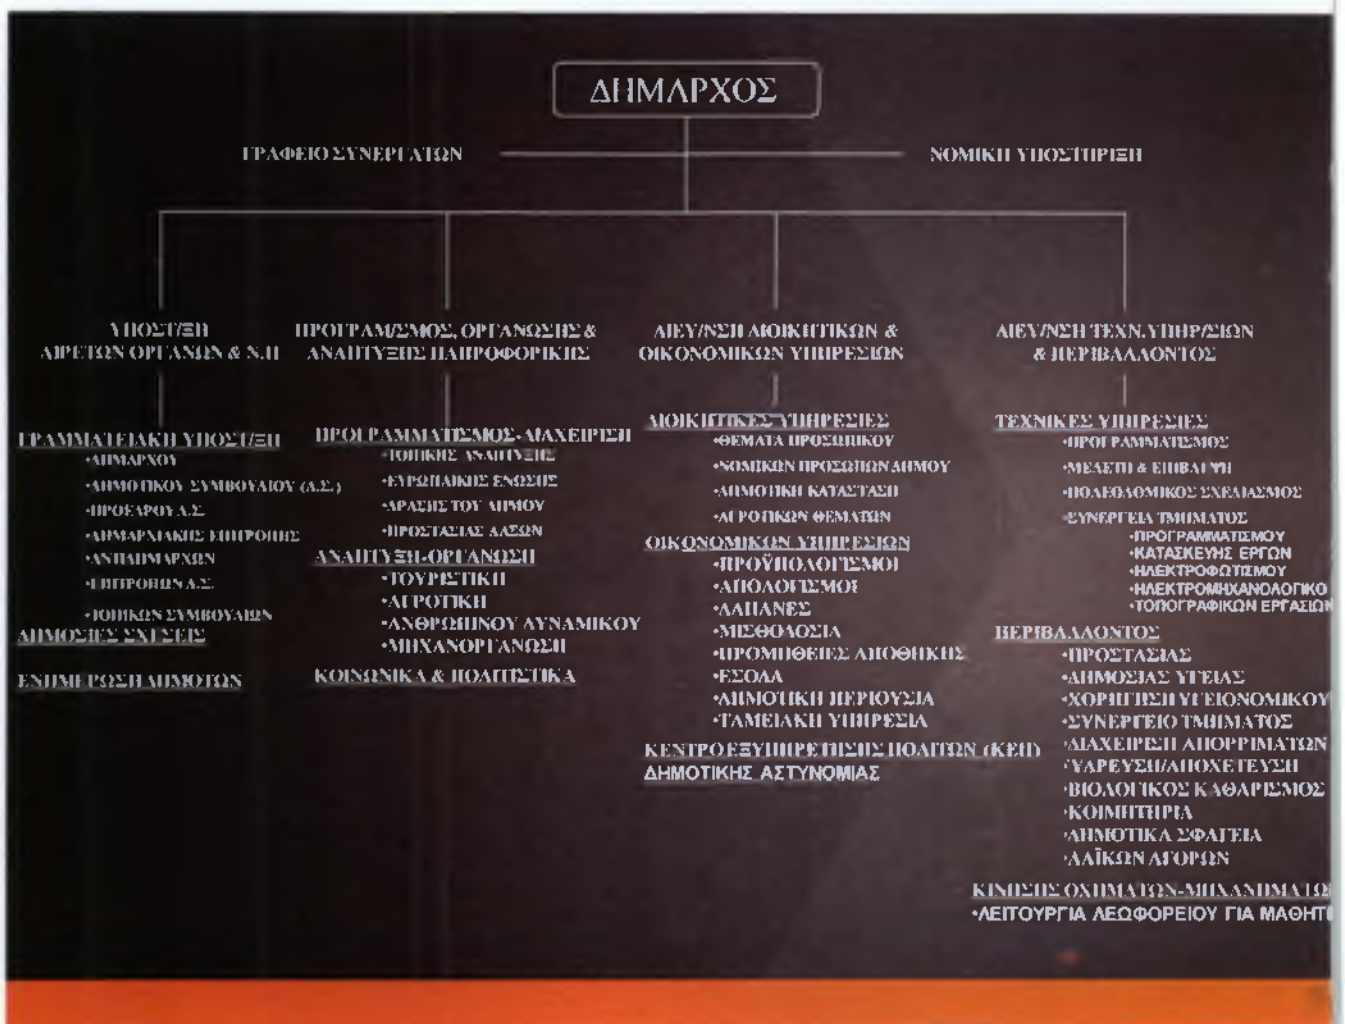 ΔΗΜΑΡΧΟΣ
ΓΡΑΦΕΙΟ ΣΥΝΕΡΓΑΤΩΝ
ΝΟΜΙΚΗ ΥΠΟΣΤΗΡΙΞΗ
ΥΠΟΣΤ/ΞΗ
ΑΙΡΕΤΩΝ ΟΡΓΑΝΩΝ & Ν.Π
ΠΡΟΓΡΑΜ/ΣΜΟΣ, ΟΡΓΑΝΩΣΗΣ &
ΑΝΑΠΤΥΞΗΣ ΠΛΗΡΟΦΟΡΙΚΗΣ
ΔΙΕΥ/ΝΣΗ ΔΙΟΙΚΗΤΙΚΩΝ &
ΟΙΚΟΝΟΜΙΚΩΝ ΥΠΗΡΕΣΙΩΝ
ΔΙΕΥ/ΝΣΗ ΤΕΧΝ.ΥΠΗΡ/ΣΙΩΝ
& ΠΕΡΙΒΑΛΛΟΝΤΟΣ
ΓΡΑΜΜΑΤΕΙΑΚΗ ΥΠΟΣΤ/ΞΗ
•ΔΗΜΑΡΧΟΥ
•ΔΗΜΟΤΙΚΟΥ ΣΥΜΒΟΥΛΙΟΥ (Δ.Σ.)
•ΠΡΟΕΔΡΟΥ Δ.Σ.
•ΔΗΜΑΡΧΙΑΚΗΣ ΕΠΙΤΡΟΠΗΣ
•ΑΝΤΙΔΗΜΑΡΧΩΝ
•ΕΠΙΤΡΟΠΩΝ Δ.Σ.
•ΤΟΠΙΚΩΝ ΣΥΜΒΟΥΛΙΩΝ
ΔΗΜΟΣΙΕΣ ΣΧΕΣΕΙΣ
ΕΝΗΜΕΡΩΣΗ ΔΗΜΟΤΩΝ
ΠΡΟΓΡΑΜΜΑΤΙΣΜΟΣ-ΔΙΑΧΕΙΡΙΣΗ
•ΤΟΠΙΚΗΣ ΑΝΑΠΤΥΞΗΣ
•ΕΥΡΩΠΑΙΚΗΣ ΕΝΩΣΗΣ
•ΔΡΑΣΗΣ ΤΟΥ ΔΗΜΟΥ
•ΠΡΟΣΤΑΣΙΑΣ ΔΑΣΩΝ
ΑΝΑΠΤΥΞΗ-ΟΡΓΑΝΩΣΗ
•ΤΟΥΡΙΣΤΙΚΗ
•ΑΓΡΟΤΙΚΗ
•ΑΝΘΡΩΠΙΝΟΥ ΔΥΝΑΜΙΚΟΥ
•ΜΗΧΑΝΟΡΓΑΝΩΣΗ
ΚΟΙΝΩΝΙΚΑ & ΠΟΛΙΤΙΣΤΙΚΑ
ΔΙΟΙΚΗΤΙΚΕΣ ΥΠΗΡΕΣΙΕΣ
•ΘΕΜΑΤΑ ΠΡΟΣΩΠΙΚΟΥ
•ΝΟΜΙΚΩΝ ΠΡΟΣΩΠΩΝ ΔΗΜΟΥ
•ΔΗΜΟΤΙΚΗ ΚΑΤΑΣΤΑΣΗ
•ΑΓΡΟΤΙΚΩΝ ΘΕΜΑΤΩΝ
ΟΙΚΟΝΟΜΙΚΩΝ ΥΠΗΡΕΣΙΩΝ
•ΠΡΟΫΠΟΛΟΓΙΣΜΟΙ
•ΑΠΟΛΟΓΙΣΜΟΙ
•ΔΑΠΑΝΕΣ
•ΜΙΣΘΟΔΟΣΙΑ
•ΠΡΟΜΗΘΕΙΕΣ ΑΠΟΘΗΚΗΣ
•ΕΣΟΔΑ
•ΔΗΜΟΤΙΚΗ ΠΕΡΙΟΥΣΙΑ
•ΤΑΜΕΙΑΚΗ ΥΠΗΡΕΣΙΑ
ΚΕΝΤΡΟ ΕΞΥΠΗΡΕΤΗΣΗΣ ΠΟΛΙΤΩΝ (ΚΕΠ)
ΔΗΜΟΤΙΚΗΣ ΑΣΤΥΝΟΜΙΑΣ
ΤΕΧΝΙΚΕΣ ΥΠΗΡΕΣΙΕΣ
•ΠΡΟΓΡΑΜΜΑΤΙΣΜΟΣ
•ΜΕΛΕΤΗ & ΕΠΙΒΛΕΨΗ
•ΠΟΛΕΟΔΟΜΙΚΟΣ ΣΧΕΔΙΑΣΜΟΣ
•ΣΥΝΕΡΓΕΙΑ ΤΜΗΜΑΤΟΣ
•ΠΡΟΓΡΑΜΜΑΤΙΣΜΟΥ
•ΚΑΤΑΣΚΕΥΗΣ ΕΡΓΩΝ
•ΗΛΕΚΤΡΟΦΩΤΙΣΜΟΥ
•ΗΛΕΚΤΡΟΜΗΧΑΝΟΛΟΓΙΚΟ
•ΤΟΠΟΓΡΑΦΙΚΩΝ ΕΡΓΑΣΙΩΝ
ΠΕΡΙΒΑΛΛΟΝΤΟΣ
•ΠΡΟΣΤΑΣΙΑΣ
•ΔΗΜΟΣΙΑΣ ΥΓΕΙΑΣ
•ΧΟΡΗΓΗΣΗ ΥΓΕΙΟΝΟΜΙΚΟΥ
•ΣΥΝΕΡΓΕΙΟ ΤΜΗΜΑΤΟΣ
•ΔΙΑΧΕΙΡΙΣΗ ΑΠΟΡΡΙΜΑΤΩΝ
•ΥΔΡΕΥΣΗ/ΑΠΟΧΕΤΕΥΣΗ
•ΒΙΟΛΟΓΙΚΟΣ ΚΑΘΑΡΙΣΜΟΣ
•ΚΟΙΜΗΤΗΡΙΑ
•ΔΗΜΟΤΙΚΑ ΣΦΑΓΕΙΑ
•ΛΑΪΚΩΝ ΑΓΟΡΩΝ
ΚΙΝΗΣΗΣ ΟΧΗΜΑΤΩΝ-ΜΗΧΑΝΗΜΑΤΩΝ
•ΛΕΙΤΟΥΡΓΙΑ ΛΕΩΦΟΡΕΙΟΥ ΓΙΑ